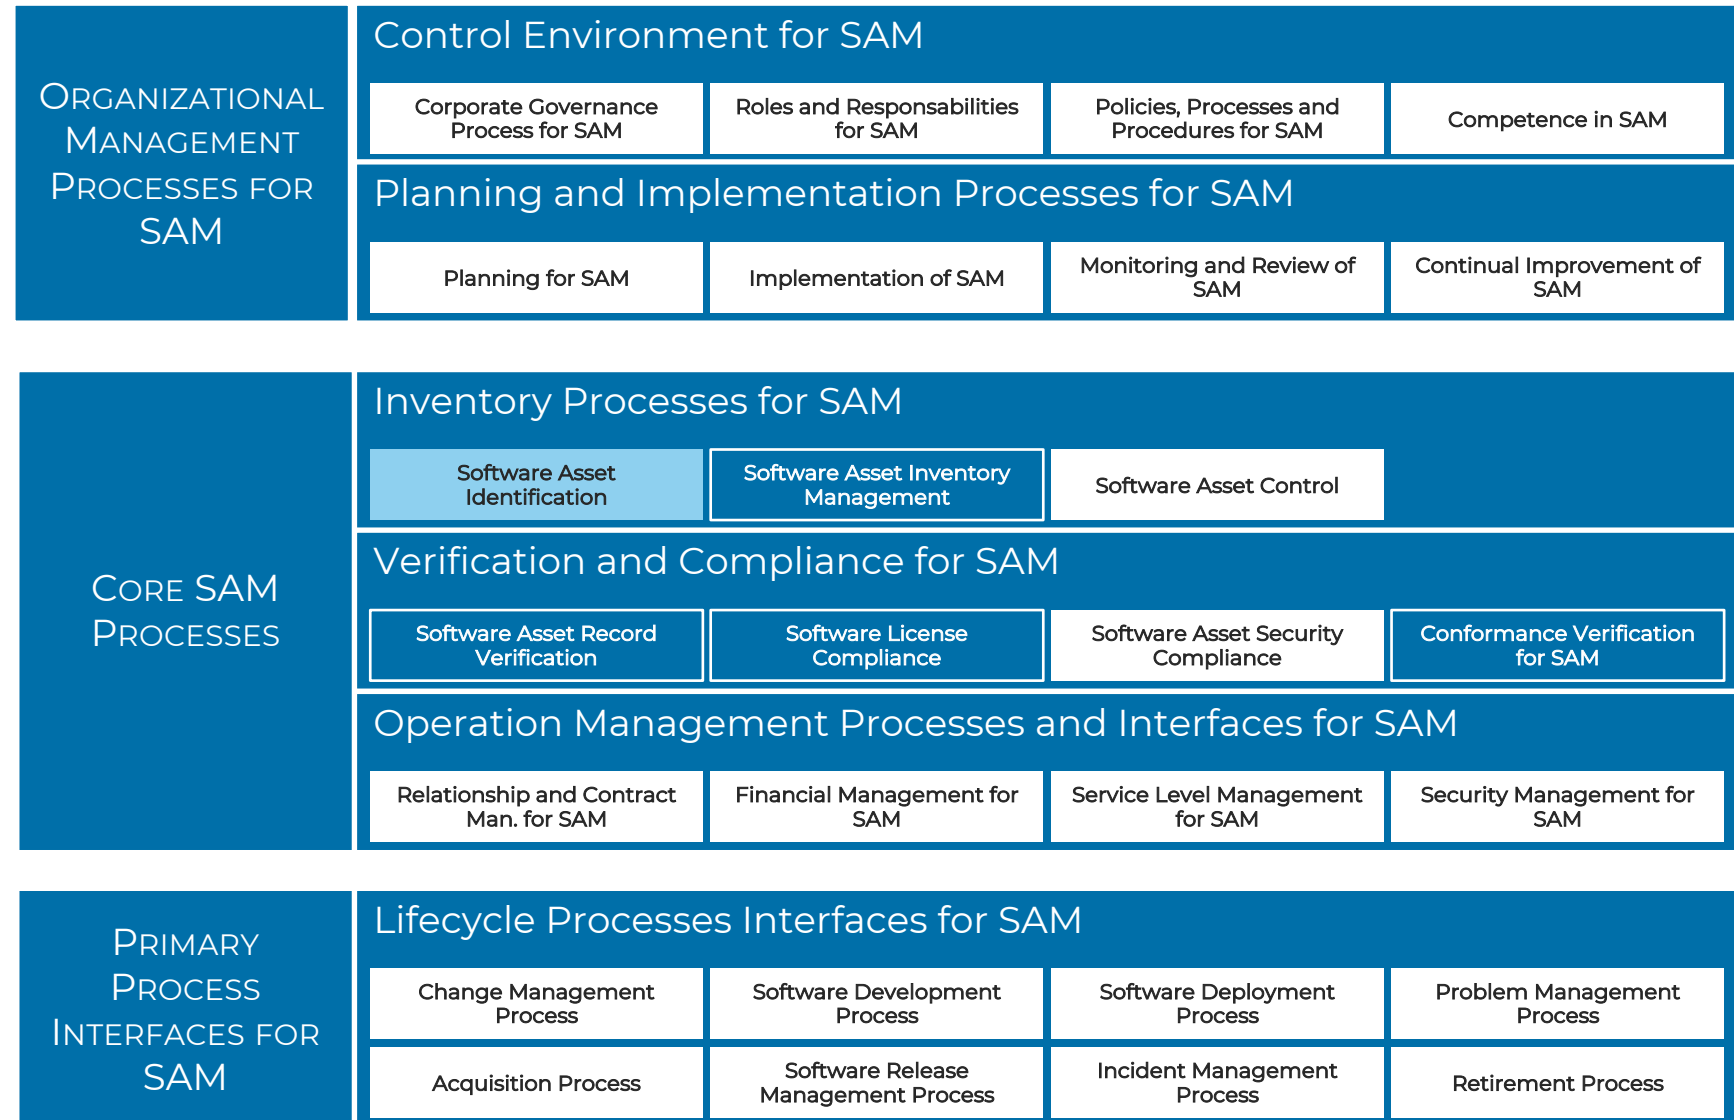 ORGANIZATIONAL
MANAGEMENT
PROCESSES FOR
SAM
Control Environment for SAM
Corporate Governance
Process for SAM
Roles and Responsabilities
for SAM
Policies, Processes and
Procedures for SAM
Competence in SAM
Planning and Implementation Processes for SAM
Planning for SAM
Implementation of SAM
Monitoring and Review of
SAM
Continual Improvement of
SAM
CORE SAM
PROCESSES
Inventory Processes for SAM
Software Asset
Identification
Software Asset Inventory
Management
Software Asset Control
Verification and Compliance for SAM
Software Asset Record
Verification
Software License
Compliance
Software Asset Security
Compliance
Conformance Verification
for SAM
Operation Management Processes and Interfaces for SAM
Relationship and Contract
Man. for SAM
Financial Management for
SAM
Service Level Management
for SAM
Security Management for
SAM
PRIMARY
PROCESS
INTERFACES FOR
SAM
Lifecycle Processes Interfaces for SAM
Change Management
Process
Software Development
Process
Software Deployment
Process
Problem Management
Process
Acquisition Process
Software Release
Management Process
Incident Management
Process
Retirement Process